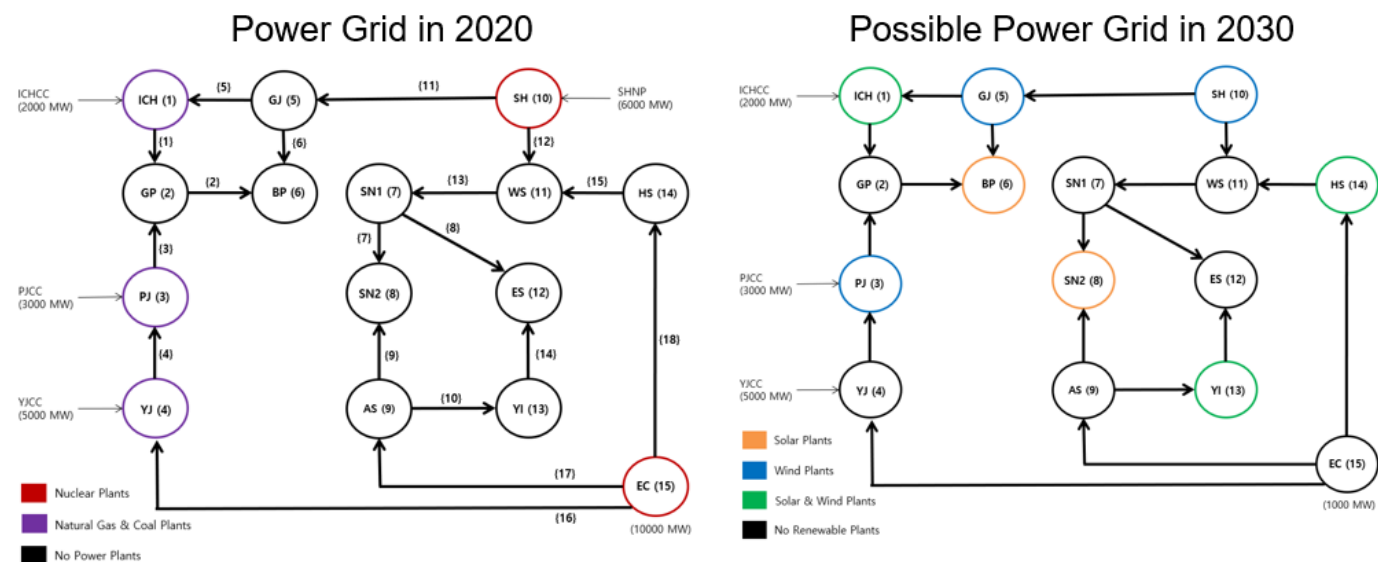 Power Grid in 2020
ICHCC
(2000 MW)
ICH (1)
(5)
GJ (5)
(11)
SH (10)
SHNP
(6000 MW)
(1)
(6)
(12)
GP (2)
(2)
BP (6)
SN1 (7)
(13)
WS (11)
(15)
HS (14)
(3)
(7)
(8)
PJCC
(3000 MW)
PJ (3)
SN2 (8)
ES (12)
(18)
(4)
(9)
(14)
YJCC
(5000 MW)
YJ (4)
AS (9)
(10)
YI (13)
(17)
EC (15)
(16)
(10000 MW)
Nuclear Plants
Natural Gas & Coal Plants
No Power Plants
Possible Power Grid in 2030
ICHCC
(2000 MW)
ICH (1)
GJ (5)
SH (10)
GP (2)
BP (6)
SN1 (7)
WS (11)
HS (14)
PJCC
(3000 MW)
PJ (3)
SN2 (8)
ES (12)
YJCC
(5000 MW)
YJ (4)
AS (9)
YI (13)
EC (15)
(1000 MW)
Solar Plants
Wind Plants
Solar & Wind Plants
No Renewable Plants